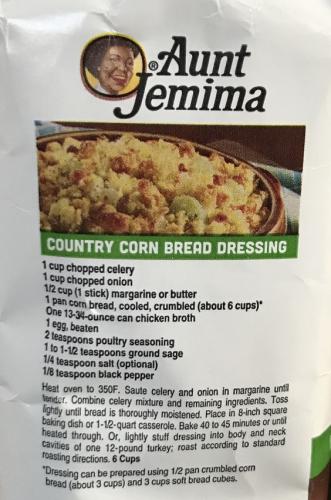 Aunt
Jemima
®
COUNTRY CORN BREAD DRESSING
1 cup chopped celery
1 cup chopped onion
1/2 cup (1 stick) margarine or butter
1 pan corn bread, cooled, crumbled (about 6 cups)*
One 13-3/4-ounce can chicken broth
1 egg, beaten
2 teaspoons poultry seasoning
1 to 1-1/2 teaspoons ground sage
1/4 teaspoon salt (optional)
1/8 teaspoon black pepper
Heat oven to 350F. Saute celery and onion in margarine until
tender. Combine celery mixture and remaining ingredients. Toss
lightly until bread is thoroughly moistened. Place in 8-inch square
baking dish or 1-1/2-quart casserole. Bake 40 to 45 minutes or until
heated through. Or, lightly stuff dressing into body and neck
cavities of one 12-pound turkey; roast according to standard
roasting directions. 6 Cups
*Dressing can be prepared using 1/2 pan crumbled corn
bread (about 3 cups) and 3 cups soft bread cubes.